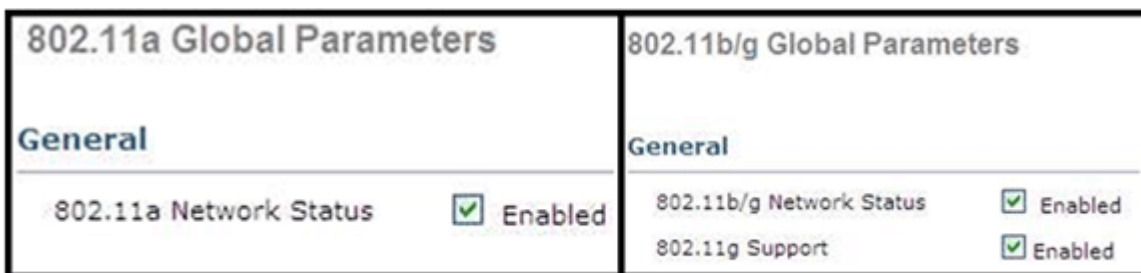 802.11a Global Parameters
General
802.11a Network Status Enabled
802.11b/g Global Parameters
General
802.11b/g Network Status Enabled
802.11g Support Enabled